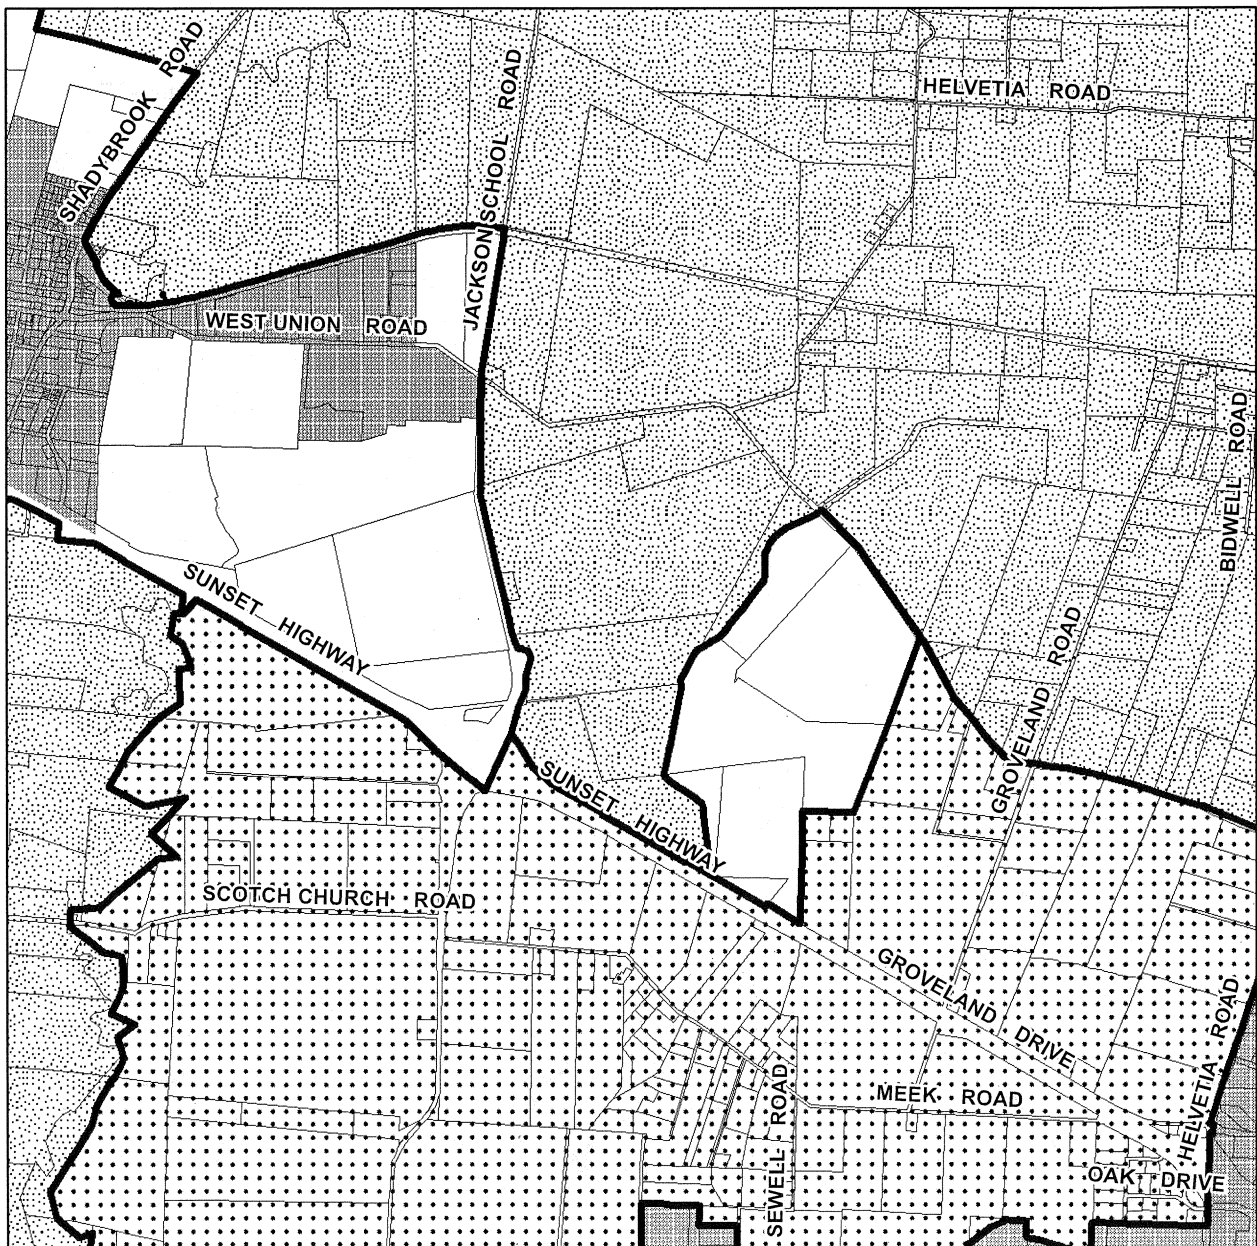 SHADYBROOK ROAD
JACKSON SCHOOL ROAD
HELVETIA ROAD
WEST UNION ROAD
BIDWELL ROAD
SUNSET HIGHWAY
GROVELAND ROAD
SUNSET HIGHWAY
SCOTCH CHURCH ROAD
GROVELAND DRIVE
HELVETIA ROAD
MEEK ROAD
SEWELL ROAD
OAK DRIVE